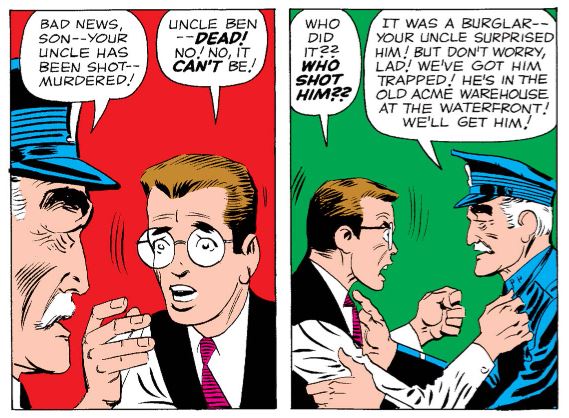 BAD NEWS,
SON--YOUR
UNCLE HAS
BEEN SHOT--
MURDERED!
UNCLE BEN
--DEAD!
NO! NO, IT
CAN'T BE!
WHO
DID
IT??
WHO
SHOT
HIM??
IT WAS A BURGLAR--
YOUR UNCLE SURPRISED
HIM! BUT DON'T WORRY,
LAD! WE'VE GOT HIM
TRAPPED! HE'S IN THE
OLD ACME WAREHOUSE
AT THE WATERFRONT!
WE'LL GET HIM!